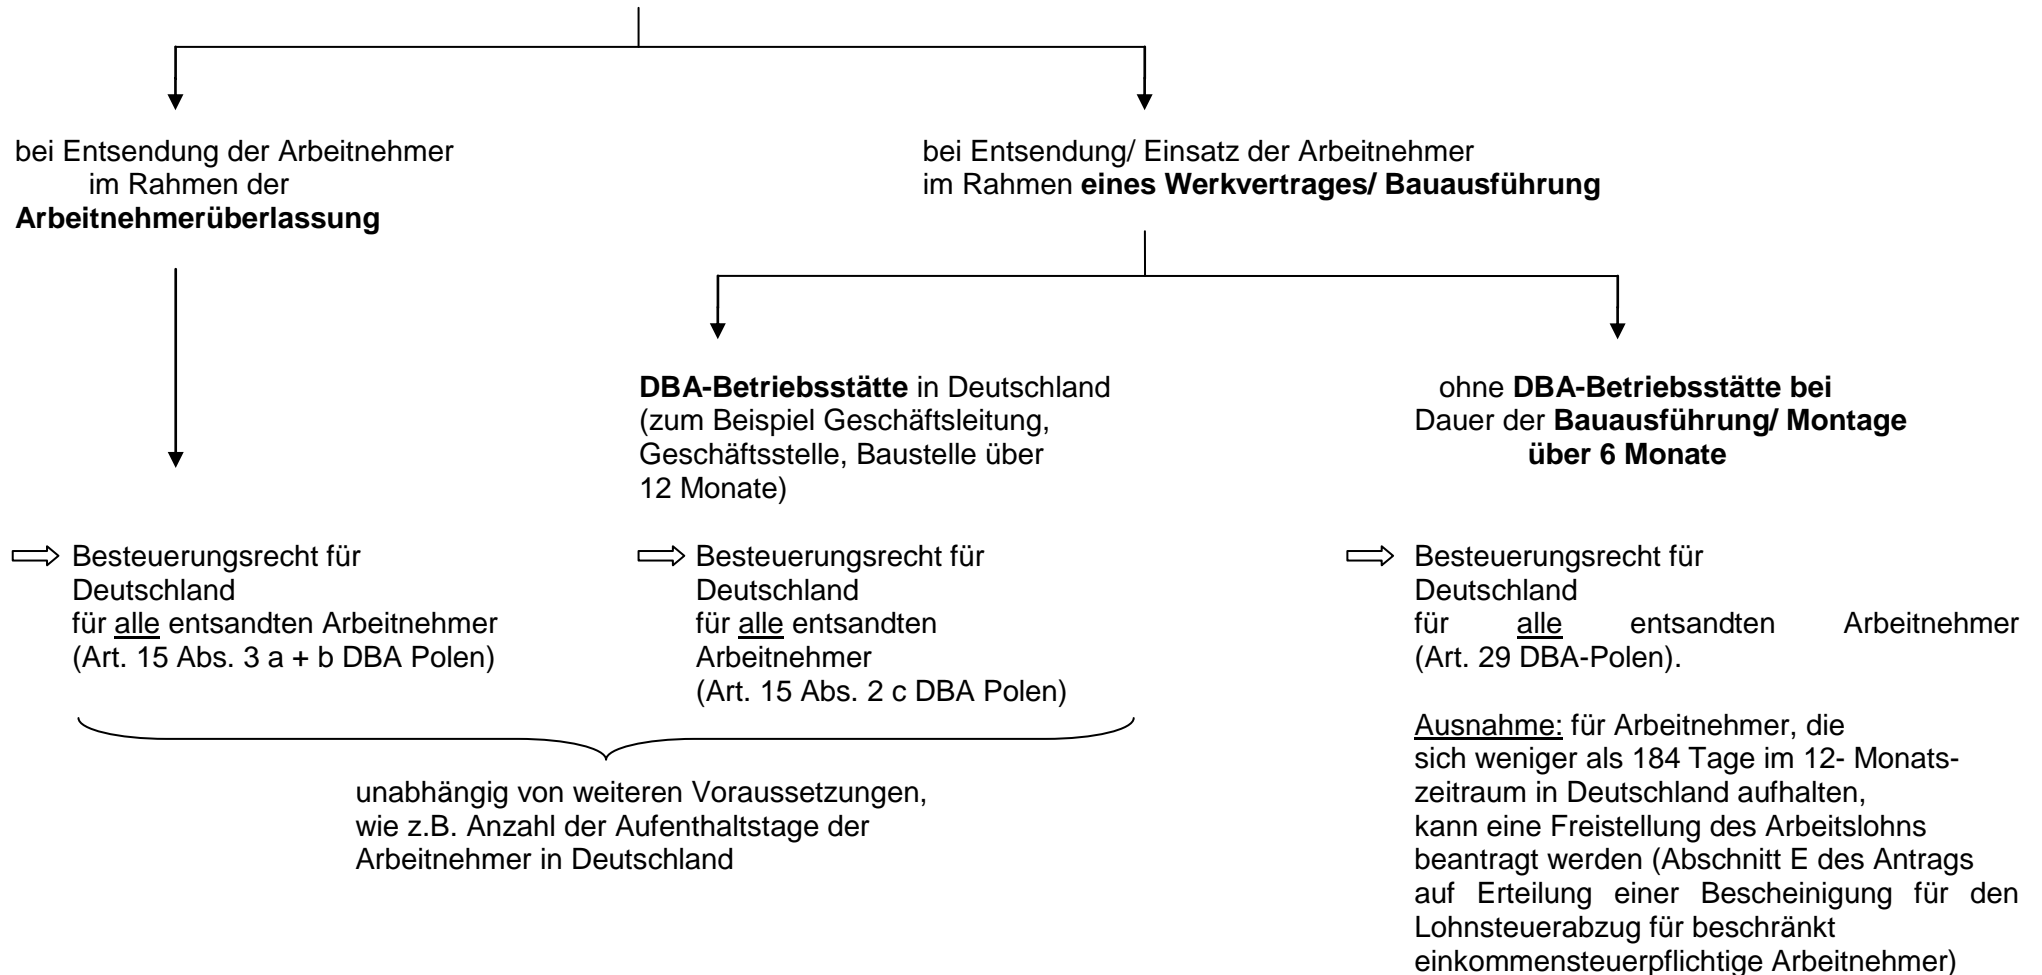 bei Entsendung der Arbeitnehmer
im Rahmen der
Arbeitnehmerüberlassung
bei Entsendung/ Einsatz der Arbeitnehmer
im Rahmen eines Werkvertrages/ Bauausführung
DBA-Betriebsstätte in Deutschland
(zum Beispiel Geschäftsleitung,
Geschäftsstelle, Baustelle über
12 Monate)
ohne DBA-Betriebsstätte bei
Dauer der Bauausführung/ Montage
über 6 Monate
Besteuerungsrecht für
Deutschland
für alle entsandten Arbeitnehmer
(Art. 15 Abs. 3 a + b DBA Polen)
Besteuerungsrecht für
Deutschland
für alle entsandten
Arbeitnehmer
(Art. 15 Abs. 2 c DBA Polen)
unabhängig von weiteren Voraussetzungen,
wie z.B. Anzahl der Aufenthaltstage der
Arbeitnehmer in Deutschland
Besteuerungsrecht für
Deutschland
für alle entsandten Arbeitnehmer
(Art. 29 DBA-Polen).
Ausnahme: für Arbeitnehmer, die
sich weniger als 184 Tage im 12- Monats-
zeitraum in Deutschland aufhalten,
kann eine Freistellung des Arbeitslohns
beantragt werden (Abschnitt E des Antrags
auf Erteilung einer Bescheinigung für den
Lohnsteuerabzug für beschränkt
einkommensteuerpflichtige Arbeitnehmer)